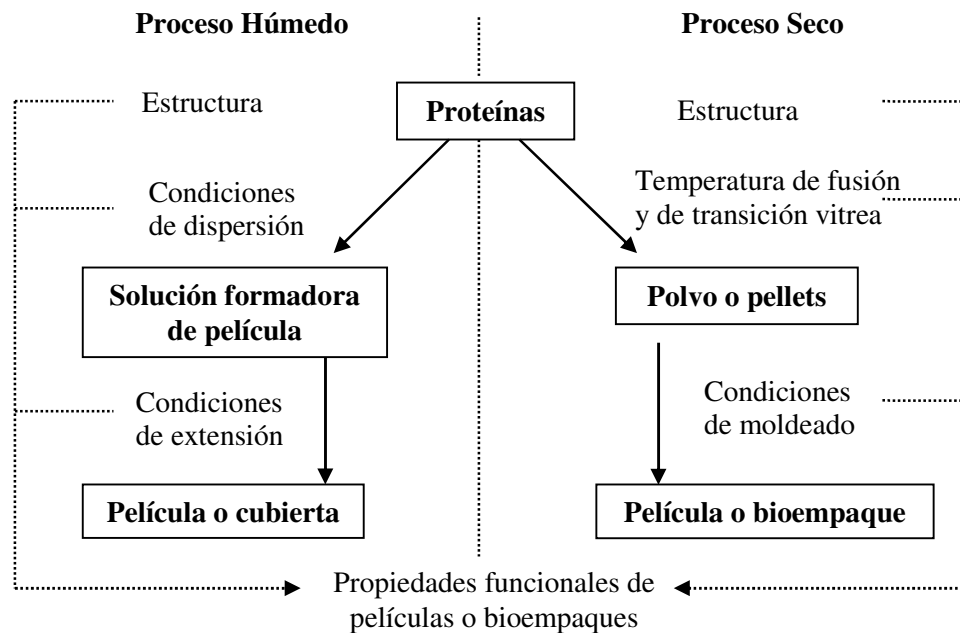 Proceso Húmedo
Proceso Seco
Estructura
Proteínas
Estructura
Condiciones
de dispersión
Temperatura de fusión
y de transición vitrea
Solución formadora
de película
Polvo o pellets
Condiciones
de extensión
Condiciones
de moldeado
Película o cubierta
Película o bioempaque
Propiedades funcionales de
películas o bioempaques